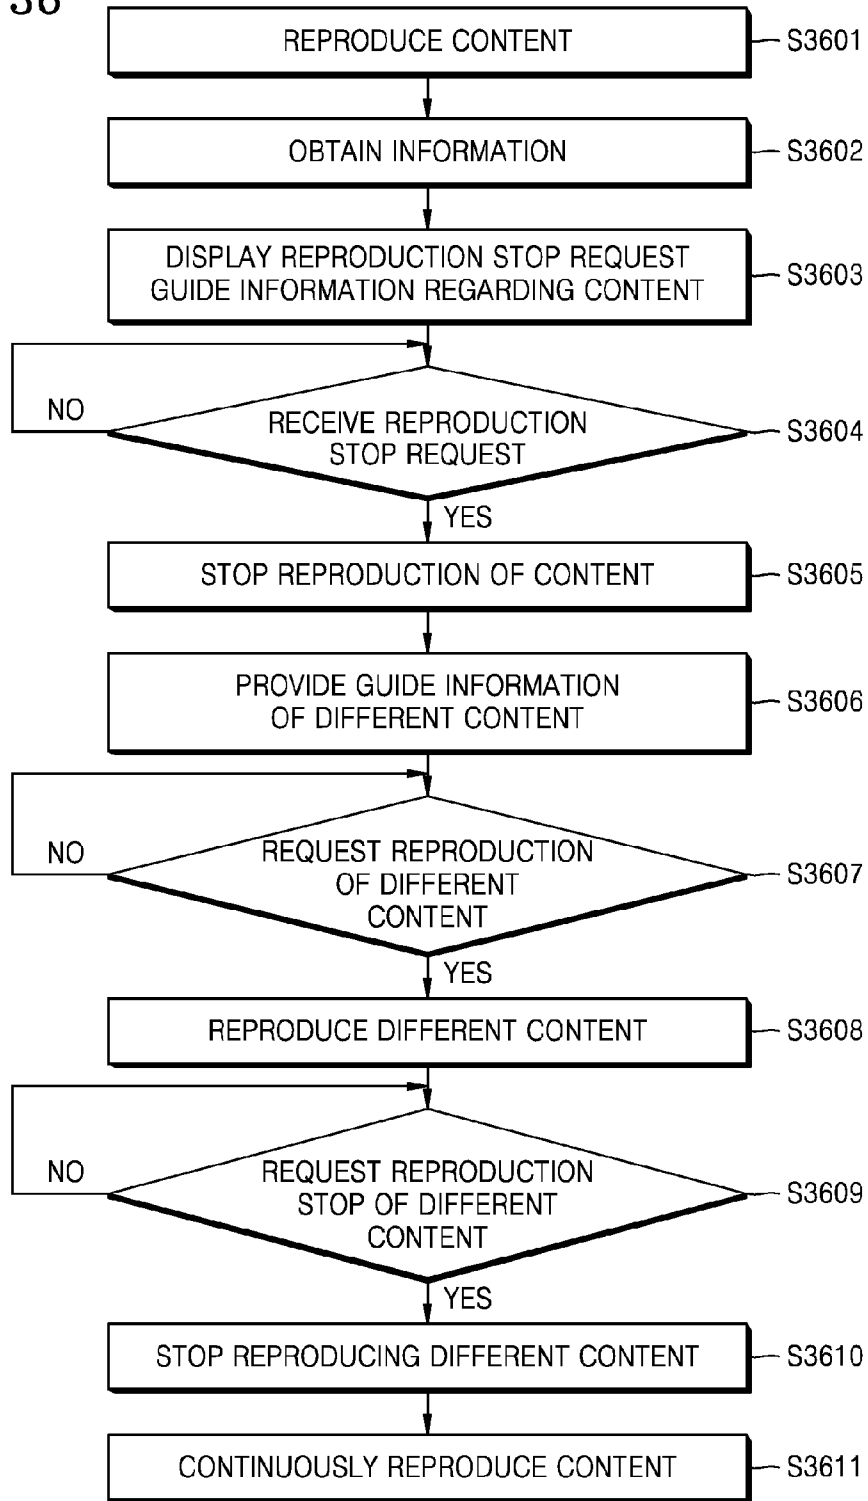 36
REPRODUCE CONTENT
S3601
OBTAIN INFORMATION
S3602
DISPLAY REPRODUCTION STOP REQUEST
GUIDE INFORMATION REGARDING CONTENT
S3603
NO
RECEIVE REPRODUCTION
STOP REQUEST
S3604
YES
STOP REPRODUCTION OF CONTENT
S3605
PROVIDE GUIDE INFORMATION
OF DIFFERENT CONTENT
S3606
NO
REQUEST REPRODUCTION
OF DIFFERENT
CONTENT
S3607
YES
REPRODUCE DIFFERENT CONTENT
S3608
NO
REQUEST REPRODUCTION
STOP OF DIFFERENT
CONTENT
S3609
YES
STOP REPRODUCING DIFFERENT CONTENT
S3610
CONTINUOUSLY REPRODUCE CONTENT
S3611